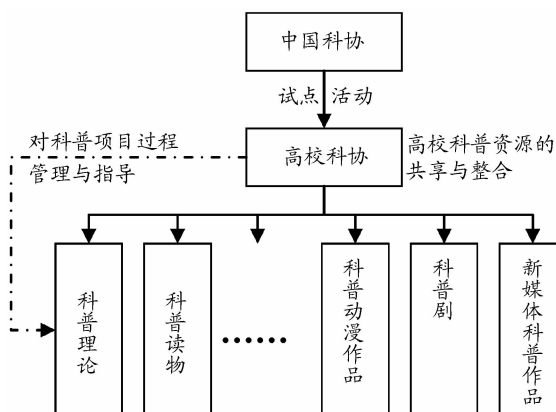 中国科协
试点 活动
对科普项目过程
管理与指导
高校科协
高校科普资源的
共享与整合
科普理论
科普读物
……
科普动漫作品
科普剧
新媒体科普作品